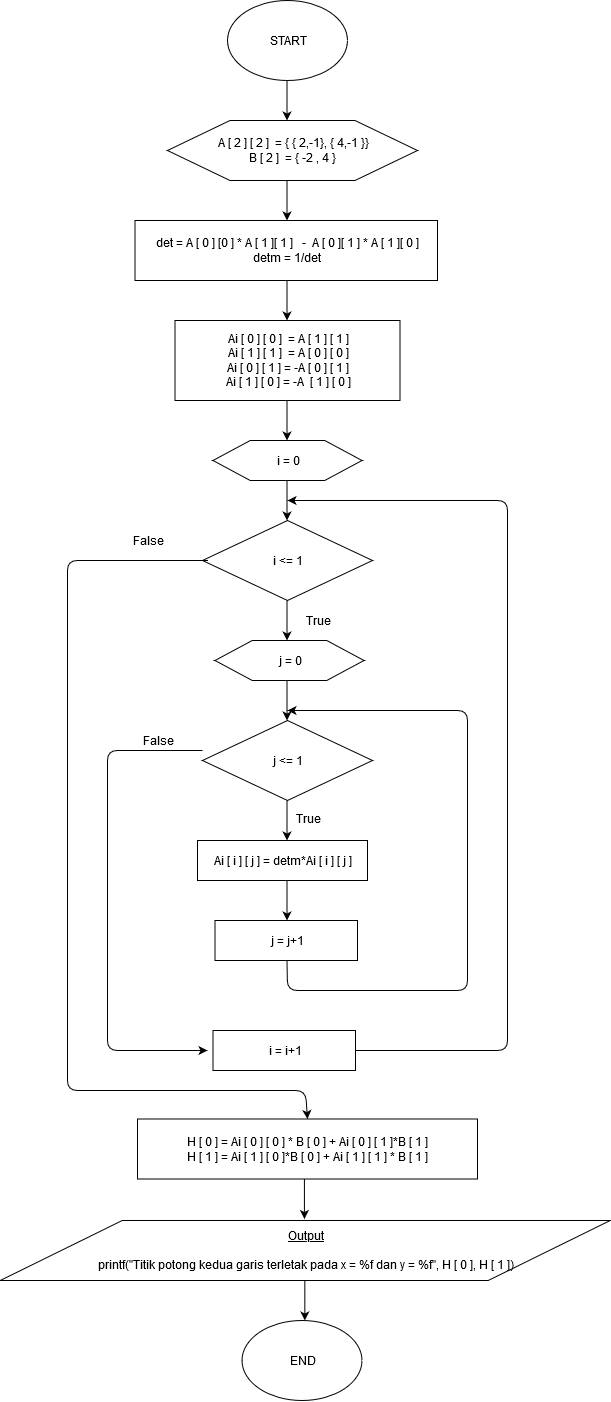 START
A [ 2 ] [ 2 ] = { { 2,-1}, { 4,-1 }}
B [ 2 ] = { -2 , 4 }
det = A [ 0 ] [0 ] * A [ 1 ][ 1 ] - A [ 0 ][ 1 ] * A [ 1 ][ 0 ]
detm = 1/det
Ai [ 0 ] [ 0 ] = A [ 1 ] [ 1 ]
Ai [ 1 ] [ 1 ] = A [ 0 ] [ 0 ]
Ai [ 0 ] [ 1 ] = -A [ 0 ] [ 1 ]
Ai [ 1 ] [ 0 ] = -A [ 1 ] [ 0 ]
i = 0
False
i <= 1
True
j = 0
False
j <= 1
True
Ai [ i ] [ j ] = detm*Ai [ i ] [ j ]
j = j+1
i = i+1
H [ 0 ] = Ai [ 0 ] [ 0 ] * B [ 0 ] + Ai [ 0 ] [ 1 ]*B [ 1 ]
H [ 1 ] = Ai [ 1 ] [ 0 ]*B [ 0 ] + Ai [ 1 ] [ 1 ] * B [ 1 ]
Output
printf("Titik potong kedua garis terletak pada x = %f dan y = %f", H [ 0 ], H [ 1 ])
END